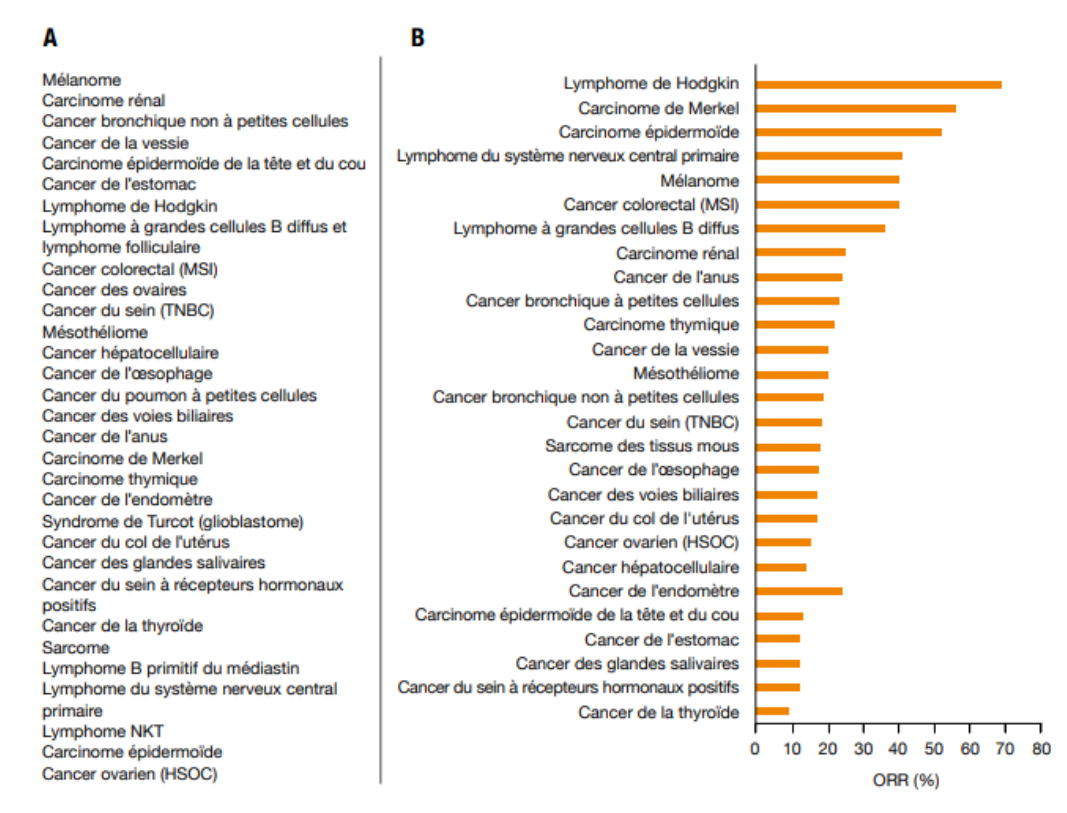 A
Mélanome
Carcinome rénal
Cancer bronchique non à petites cellules
Cancer de la vessie
Carcinome épidermoïde de la tête et du cou
Cancer de l'estomac
Lymphome de Hodgkin
Lymphome à grandes cellules B diffus et
lymphome folliculaire
Cancer colorectal (MSI)
Cancer des ovaires
Cancer du sein (TNBC)
Mésothéliome
Cancer hépatocellulaire
Cancer de l'œsophage
Cancer du poumon à petites cellules
Cancer des voies biliaires
Cancer de l'anus
Carcinome de Merkel
Carcinome thymique
Cancer de l'endomètre
Syndrome de Turcot (glioblastome)
Cancer du col de l'utérus
Cancer des glandes salivaires
Cancer du sein à récepteurs hormonaux
positifs
Cancer de la thyroïde
Sarcome
Lymphome B primitif du médiastin
Lymphome du système nerveux central
primaire
Lymphome NKT
Carcinome épidermoïde
Cancer ovarien (HSOC)
B
Lymphome de Hodgkin
Carcinome de Merkel
Carcinome épidermoïde
Lymphome du système nerveux central primaire
Mélanome
Cancer colorectal (MSI)
Lymphome à grandes cellules B diffus
Carcinome rénal
Cancer de l'anus
Cancer bronchique à petites cellules
Carcinome thymique
Cancer de la vessie
Mésothéliome
Cancer bronchique non à petites cellules
Cancer du sein (TNBC)
Sarcome des tissus mous
Cancer de l'œsophage
Cancer des voies biliaires
Cancer du col de l'utérus
Cancer ovarien (HSOC)
Cancer hépatocellulaire
Cancer de l'endomètre
Carcinome épidermoïde de la tête et du cou
Cancer de l'estomac
Cancer des glandes salivaires
Cancer du sein à récepteurs hormonaux positifs
Cancer de la thyroïde
0 10 20 30 40 50 60 70 80
ORR (%)